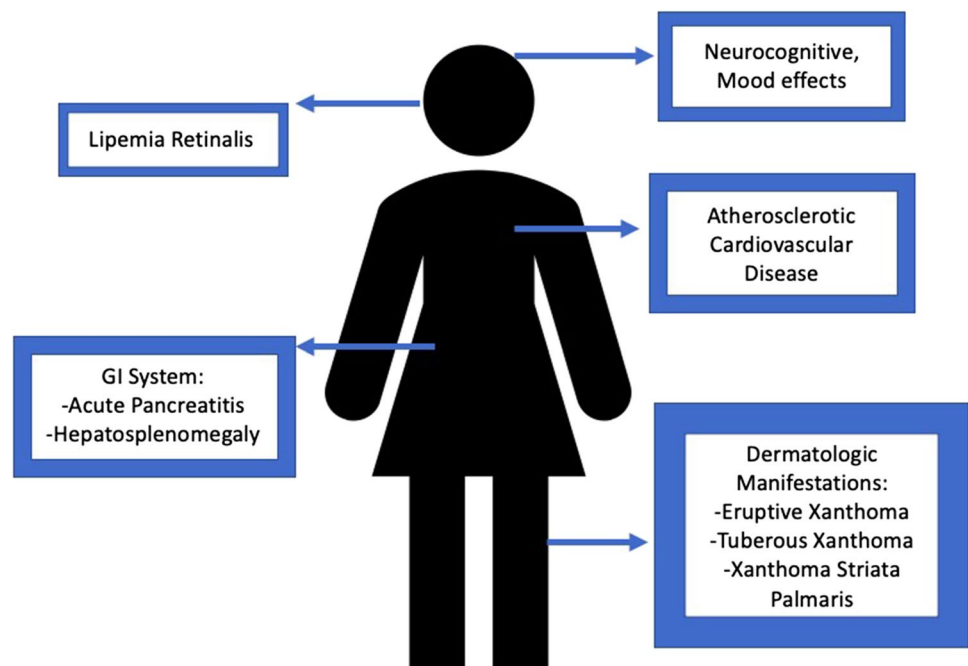 Neurocognitive,
Mood effects
Lipemia Retinalis
Atherosclerotic
Cardiovascular
Disease
GI System:
-Acute Pancreatitis
-Hepatosplenomegaly
Dermatologic
Manifestations:
-Eruptive Xanthoma
-Tuberous Xanthoma
-Xanthoma Striata
Palmaris